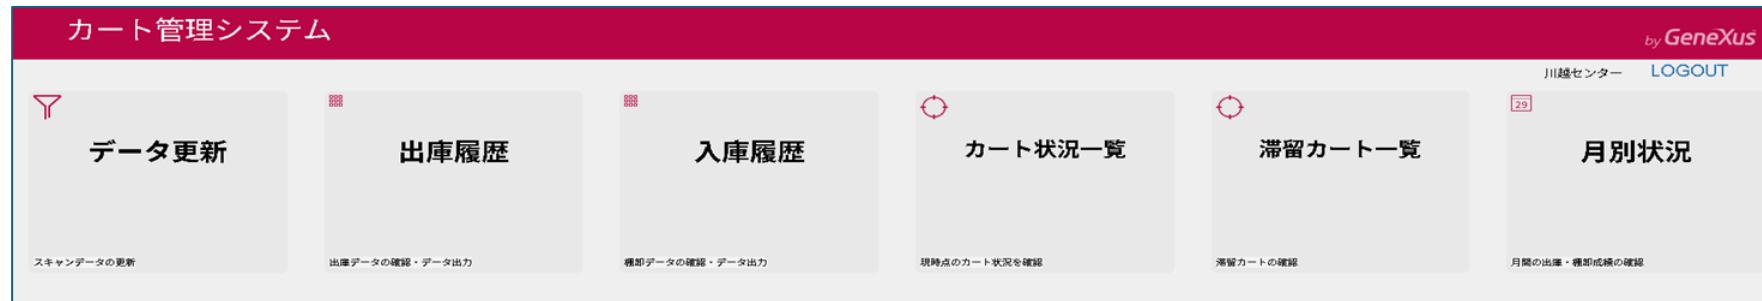 カート管理システム
by GeneXus
川越センター LOGOUT
データ更新
スキャンデータの更新
出庫履歴
出庫データの確認・データ出力
入庫履歴
棚卸データの確認・データ出力
カート状況一覧
現時点のカート状況を確認
滞留カート一覧
滞留カートの確認
29
月別状況
月間の出庫・棚卸成績の確認